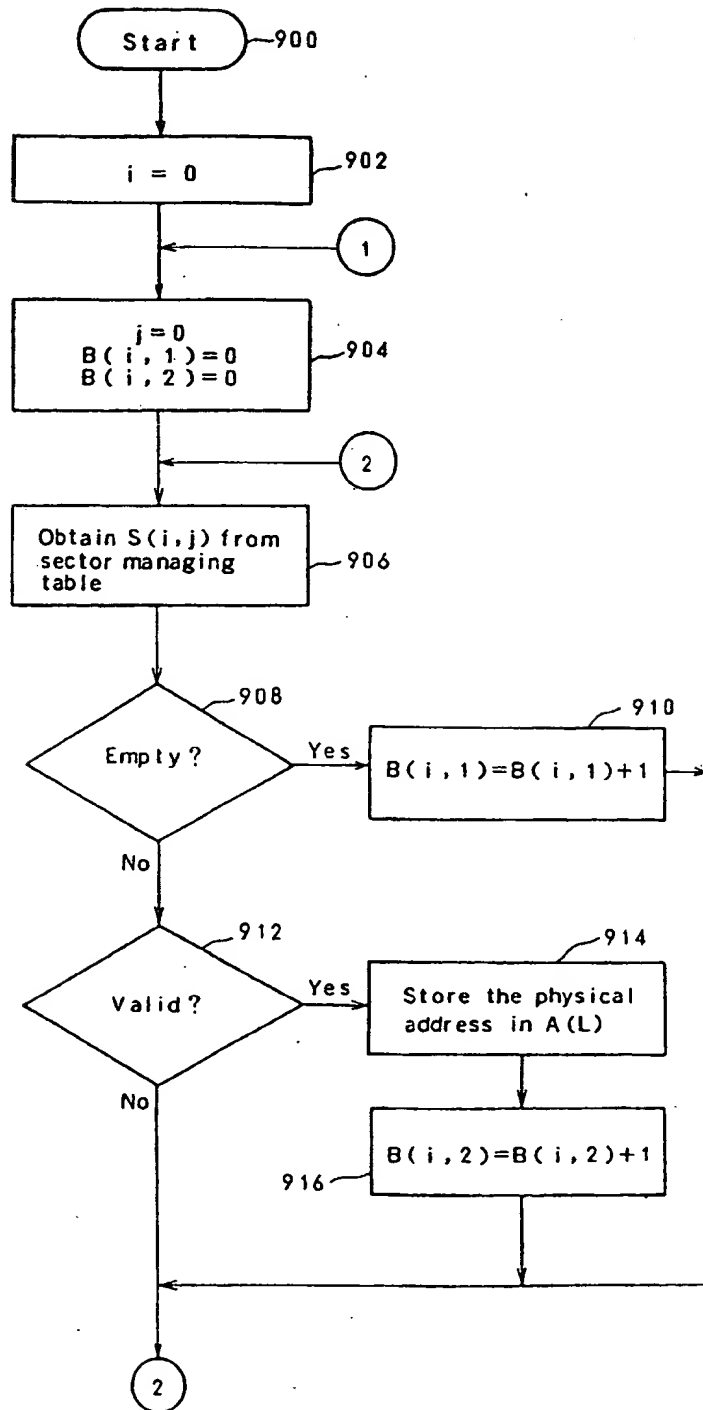 Start
900
i = 0
902
1
j=0
B(i,1)=0
B(i,2)=0
904
2
Obtain S(i,j) from
sector managing
table
906
908
Empty?
Yes
910
B(i,1)=B(i,1)+1
No
912
Valid?
Yes
914
Store the physical
address in A(L)
No
B(i,2)=B(i,2)+1
916
2